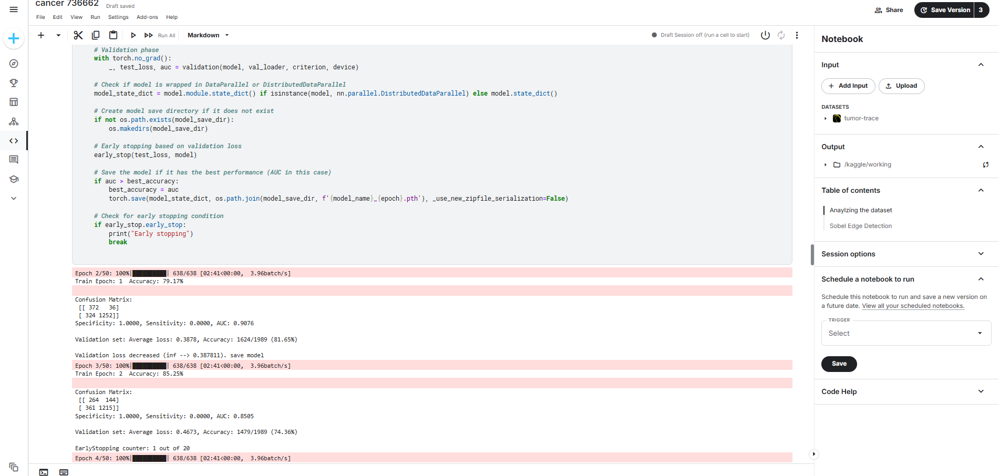 cancer 736662
Draft saved
File Edit View Run Settings Add-ons Help
Share
Save Version 3
Run All
Markdown
Draft Session off (run a cell to start)
# Validation phase
with torch.no_grad():
    _, test_loss, auc = validation(model, val_loader, criterion, device)
# Check if model is wrapped in DataParallel or DistributedDataParallel
model_state_dict = model.module.state_dict() if isinstance(model, nn.parallel.DistributedDataParallel) else model.state_dict()
# Create model save directory if it does not exist
if not os.path.exists(model_save_dir):
    os.makedirs(model_save_dir)
# Early stopping based on validation loss
early_stop(test_loss, model)
# Save the model if it has the best performance (AUC in this case)
if auc > best_accuracy:
    best_accuracy = auc
    torch.save(model_state_dict, os.path.join(model_save_dir, f'{model_name}_{epoch}.pth'), _use_new_zipfile_serialization=False)
# Check for early stopping condition
if early_stop.early_stop:
    print("Early stopping")
    break
Epoch 2/50: 100%|██████████| 638/638 [02:41<00:00,  3.96batch/s]
Train Epoch: 1  Accuracy: 79.17%
Confusion Matrix:
 [[ 372   36]
 [ 324 1252]]
Specificity: 1.0000, Sensitivity: 0.0000, AUC: 0.9076
Validation set: Average loss: 0.3878, Accuracy: 1624/1989 (81.65%)
Validation loss decreased (inf --> 0.387811). save model
Epoch 3/50: 100%|██████████| 638/638 [02:41<00:00,  3.96batch/s]
Train Epoch: 2  Accuracy: 85.25%
Confusion Matrix:
 [[ 264  144]
 [ 361 1215]]
Specificity: 1.0000, Sensitivity: 0.0000, AUC: 0.8505
Validation set: Average loss: 0.4673, Accuracy: 1479/1989 (74.36%)
EarlyStopping counter: 1 out of 20
Epoch 4/50: 100%|██████████| 638/638 [02:41<00:00,  3.96batch/s]
Notebook
Input
Add Input
Upload
DATASETS
tumor-trace
Output
/kaggle/working
Table of contents
Anaylzing the dataset
Sobel Edge Detection
Session options
Schedule a notebook to run
Schedule this notebook to run and save a new version on
a future date. View all your scheduled notebooks.
TRIGGER
Select
Save
Code Help